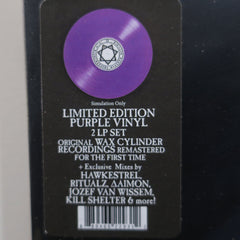 Simulation Only
LIMITED EDITION
PURPLE VINYL
2 LP SET
ORIGINAL WAX CYLINDER
RECORDINGS REMASTERED
FOR THE FIRST TIME
+ Exclusive Mixes by
HAWKESTREL,
RITUALZ, AAIMON,
JOZEF VAN WISSEM,
KILL SHELTER & more!